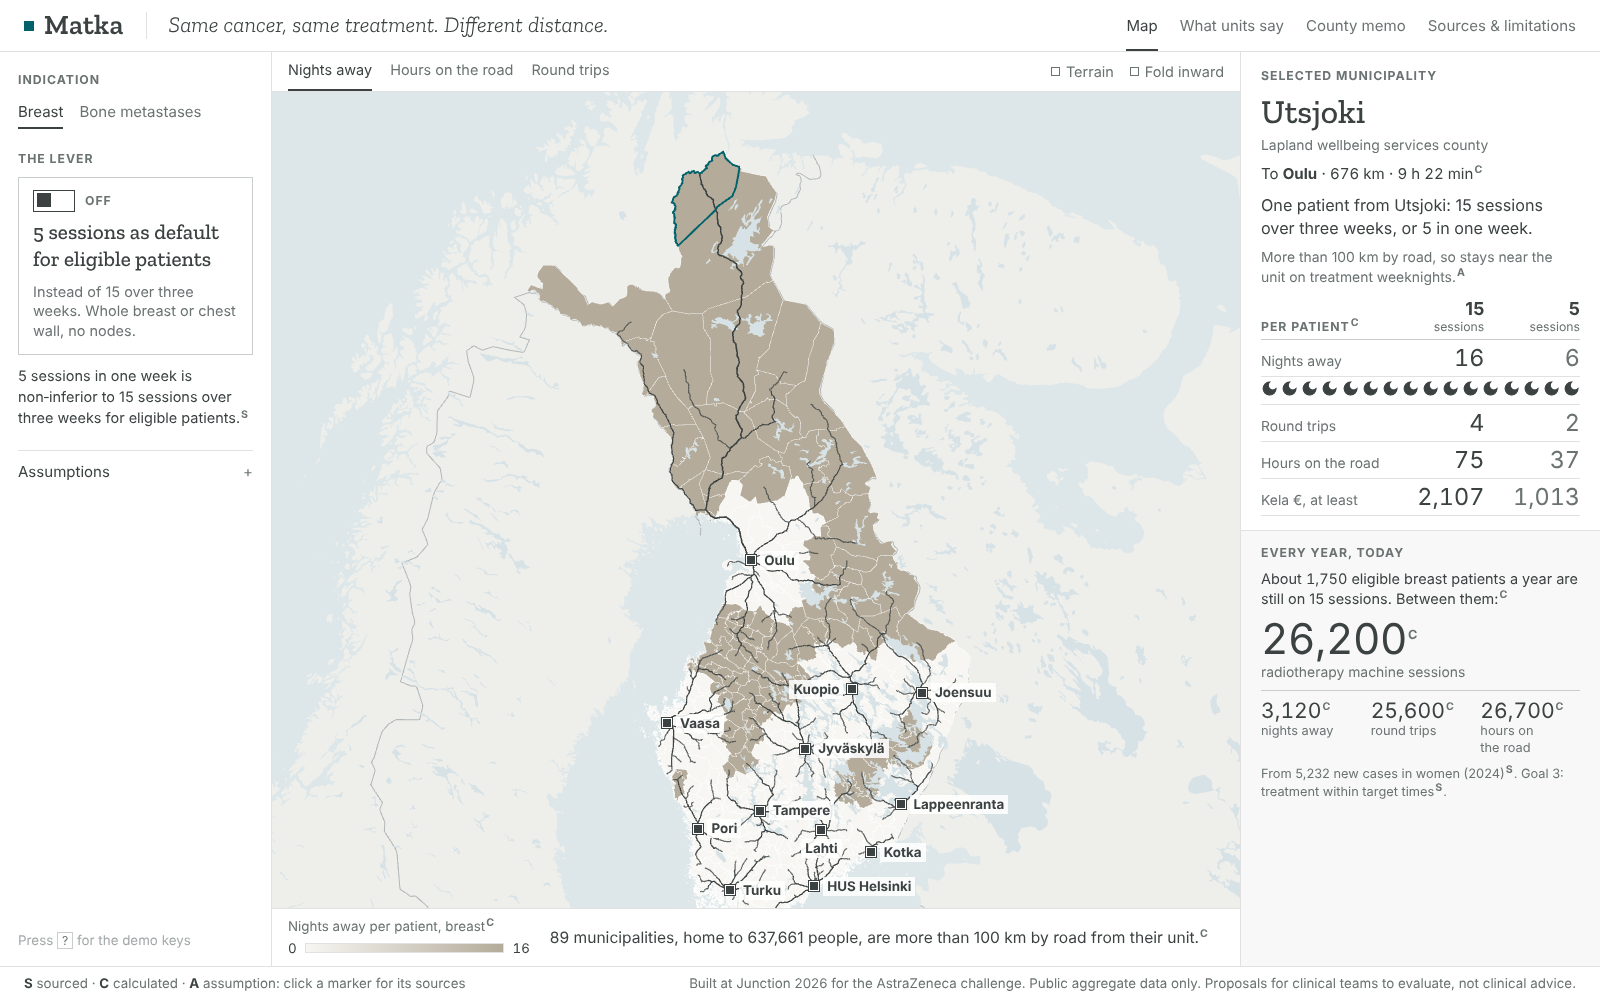 Matka
Same cancer, same treatment. Different distance.
Map
What units say
County memo
Sources & limitations
INDICATION
Breast
Bone metastases
THE LEVER
OFF
5 sessions as default
for eligible patients
Instead of 15 over three
weeks. Whole breast or chest
wall, no nodes.
5 sessions in one week is
non-inferior to 15 sessions over
three weeks for eligible patients.S
Assumptions +
Press ? for the demo keys
Nights away
Hours on the road
Round trips
Terrain
Fold inward
Oulu
Kuopio
Joensuu
Vaasa
Jyväskylä
Lappeenranta
Tampere
Pori
Lahti
Kotka
Turku
HUS Helsinki
Nights away per patient, breastC
0 16
89 municipalities, home to 637,661 people, are more than 100 km by road from their unit.C
SELECTED MUNICIPALITY
Utsjoki
Lapland wellbeing services county
To Oulu · 676 km · 9 h 22 minC
One patient from Utsjoki: 15 sessions
over three weeks, or 5 in one week.
More than 100 km by road, so stays near the
unit on treatment weeknights.A
PER PATIENTC
15 sessions
5 sessions
Nights away 16 6
Round trips 4 2
Hours on the road 75 37
Kela €, at least 2,107 1,013
EVERY YEAR, TODAY
About 1,750 eligible breast patients a year are
still on 15 sessions. Between them:C
26,200C
radiotherapy machine sessions
3,120C
nights away
25,600C
round trips
26,700C
hours on
the road
From 5,232 new cases in women (2024)S. Goal 3:
treatment within target timesS.
S sourced · C calculated · A assumption: click a marker for its sources
Built at Junction 2026 for the AstraZeneca challenge. Public aggregate data only. Proposals for clinical teams to evaluate, not clinical advice.